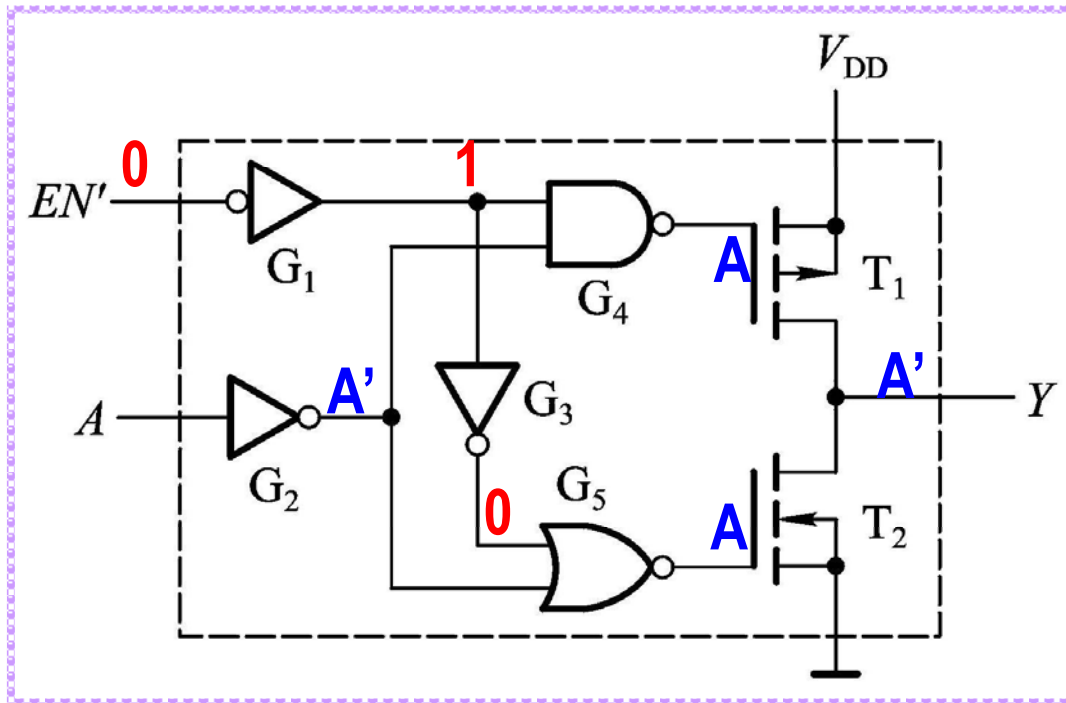 V_DD
0
1
EN′
G₁
G₄
A
T₁
A’
A’
G₃
A
Y
G₂
G₅
0
A
T₂